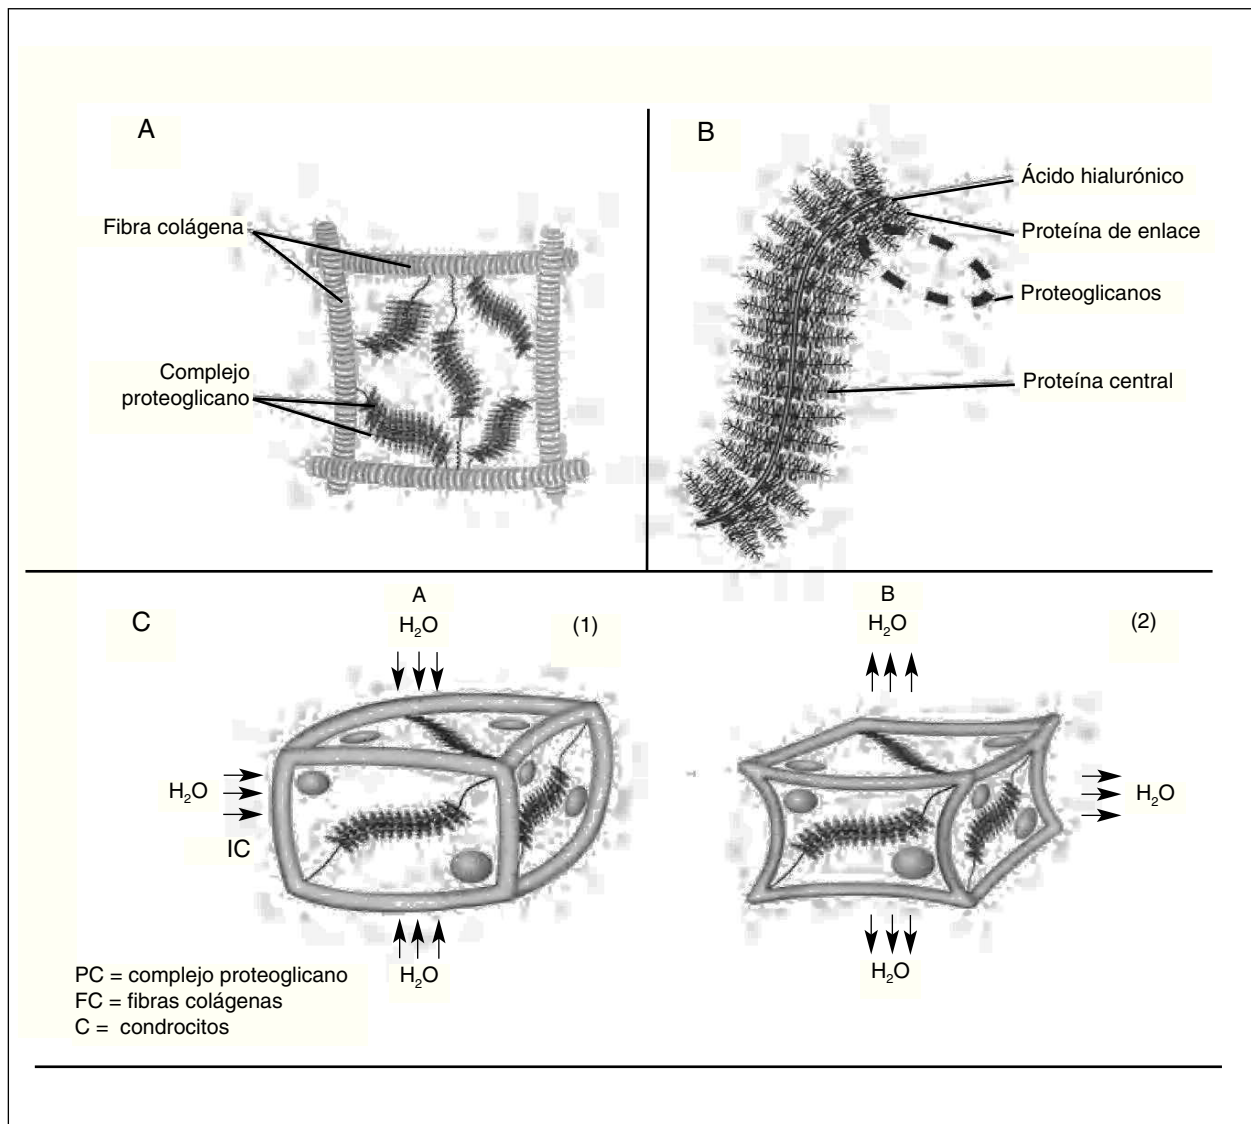 A
Fibra colágena
Complejo
proteoglicano
B
Ácido hialurónico
Proteína de enlace
Proteoglicanos
Proteína central
C
A
H₂O
(1)
H₂O
IC
H₂O
B
H₂O
(2)
H₂O
H₂O
PC = complejo proteoglicano
FC = fibras colágenas
C = condrocitos